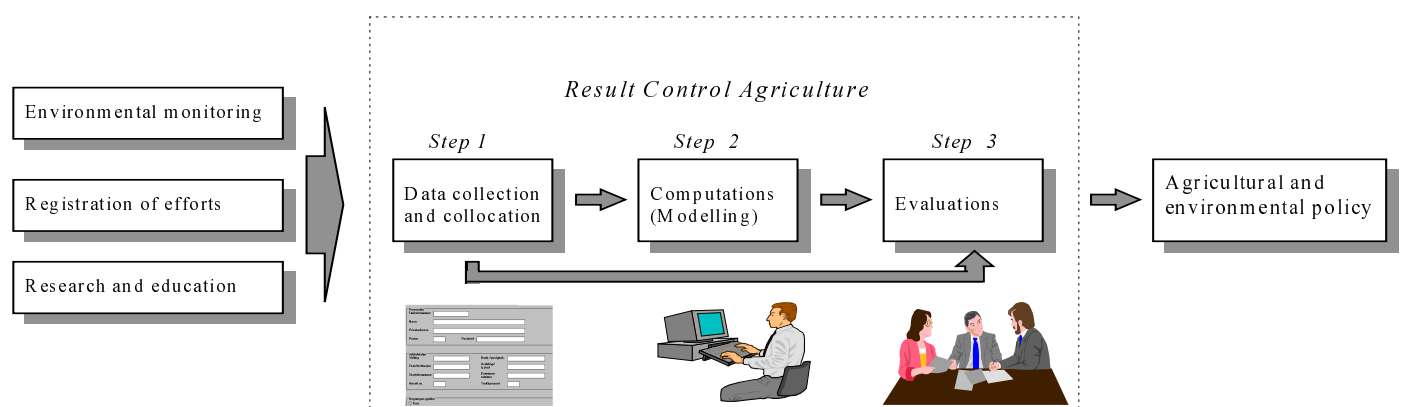 Result Control Agriculture
Environmental monitoring
Registration of efforts
Research and education
Step 1
Data collection
and collocation
Step 2
Computations
(Modelling)
Step 3
Evaluations
Agricultural and
environmental policy